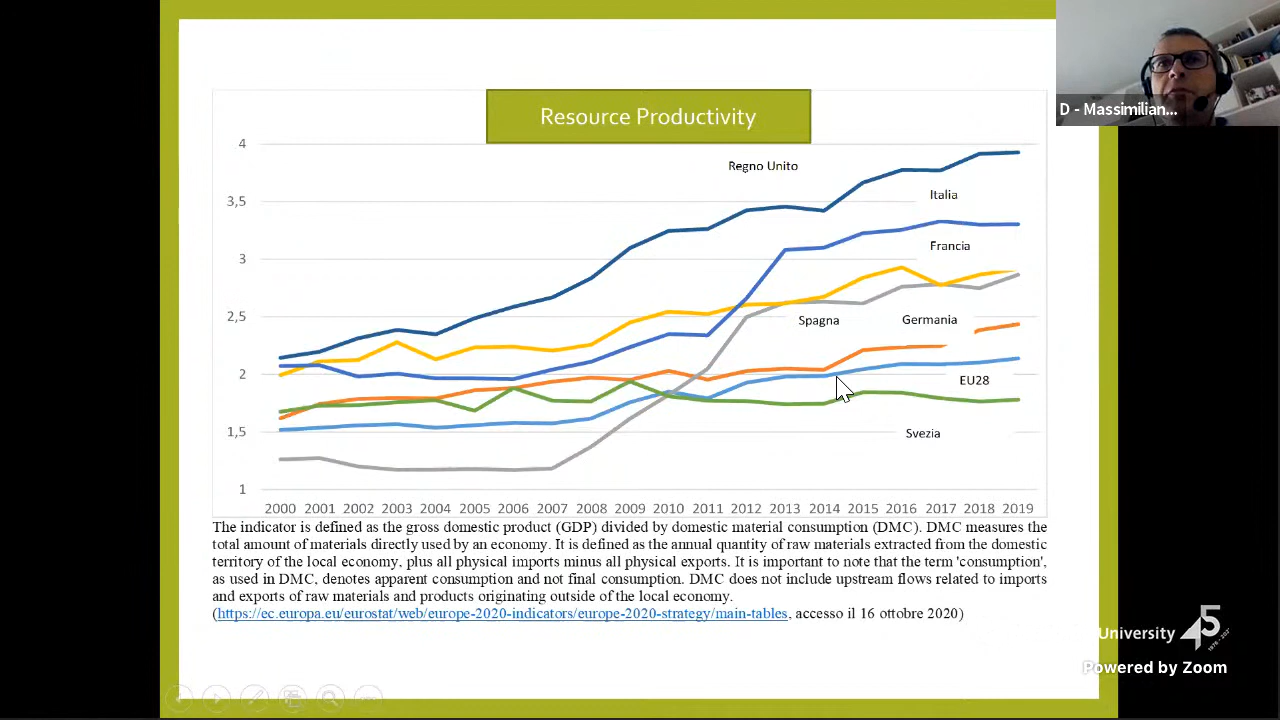 D - Massimilian...
Resource Productivity
4
3,5
3
2,5
2
1,5
1
Regno Unito
Italia
Francia
Spagna
Germania
EU28
Svezia
2000 2001 2002 2003 2004 2005 2006 2007 2008 2009 2010 2011 2012 2013 2014 2015 2016 2017 2018 2019
The indicator is defined as the gross domestic product (GDP) divided by domestic material consumption (DMC). DMC measures the
total amount of materials directly used by an economy. It is defined as the annual quantity of raw materials extracted from the domestic
territory of the local economy, plus all physical imports minus all physical exports. It is important to note that the term 'consumption',
as used in DMC, denotes apparent consumption and not final consumption. DMC does not include upstream flows related to imports
and exports of raw materials and products originating outside of the local economy.
(https://ec.europa.eu/eurostat/web/europe-2020-indicators/europe-2020-strategy/main-tables, accesso il 16 ottobre 2020)
University 45
Powered by Zoom